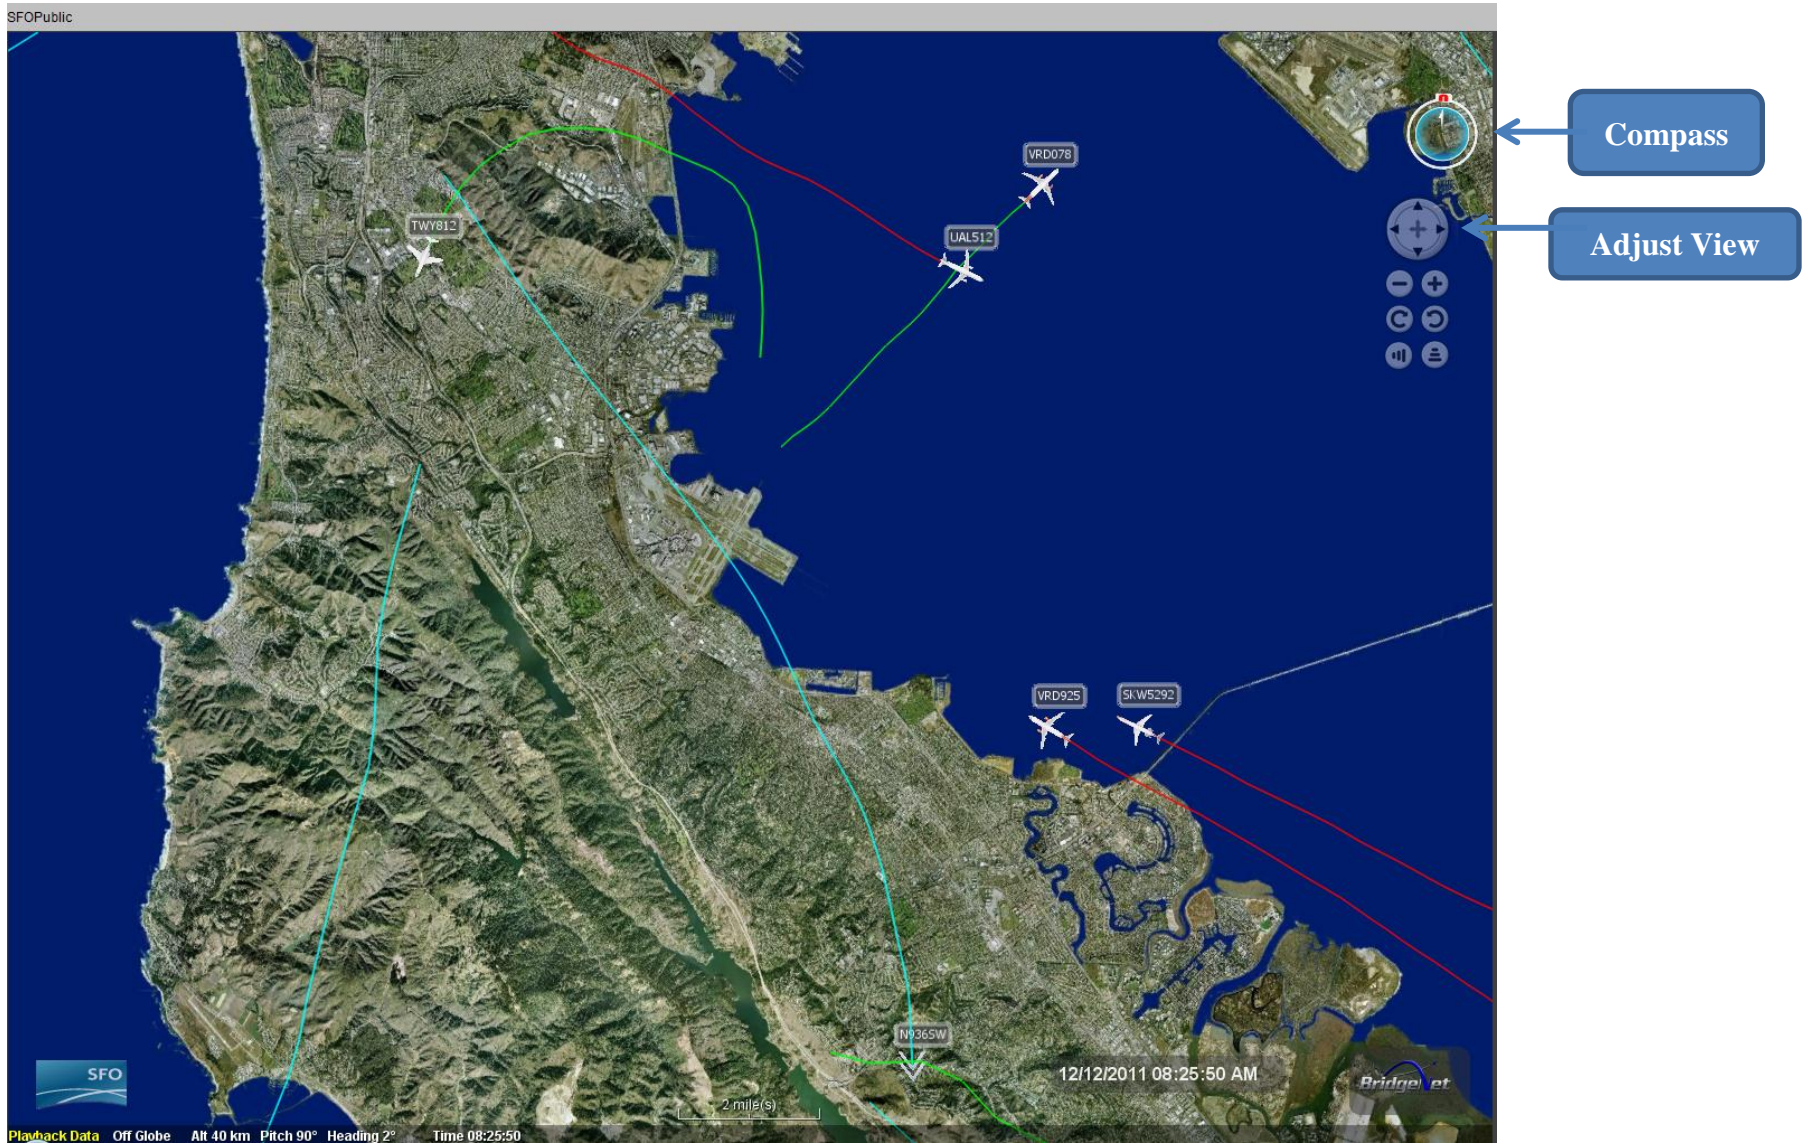 SFOPublic
Compass
VRD078
TWY812
UAL512
Adjust View
VRD925
SKW5292
N936SW
SFO
12/12/2011 08:25:50 AM
BridgeNet
2 mile(s)
Playback Data Off Globe Alt 40 km Pitch 90° Heading 2° Time 08:25:50